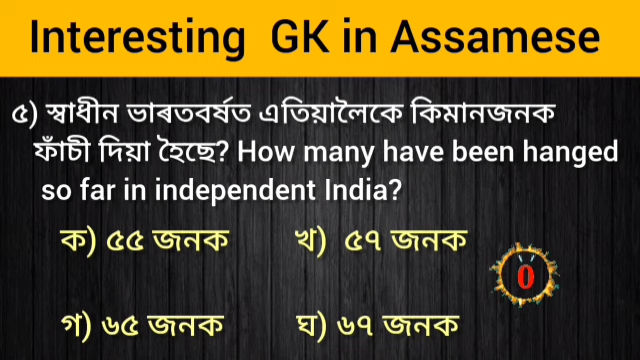 Interesting GK in Assamese
৫) স্বাধীন ভাৰতবৰ্ষত এতিয়ালৈকে কিমানজনক
ফাঁচী দিয়া হৈছে? How many have been hanged
so far in independent India?
ক) ৫৫ জনক খ) ৫৭ জনক
0
গ) ৬৫ জনক ঘ) ৬৭ জনক